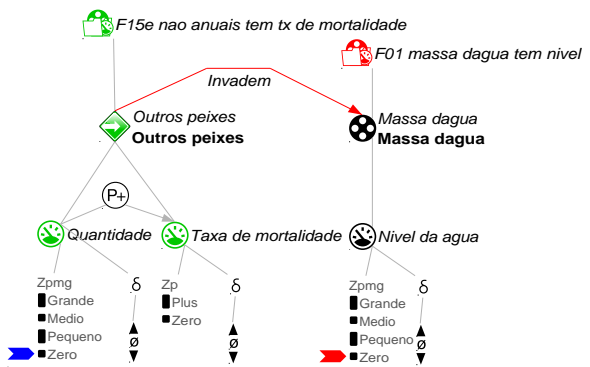 F15e nao anuais tem tx de mortalidade
F01 massa dagua tem nivel
Invadem
Outros peixes
Outros peixes
Massa dagua
Massa dagua
P+
Quantidade
Taxa de mortalidade
Nivel da agua
Zpmg
δ
Grande
Medio
Pequeno
Zero
ø
Zp
δ
Plus
Zero
ø
Zpmg
δ
Grande
Medio
Pequeno
Zero
ø